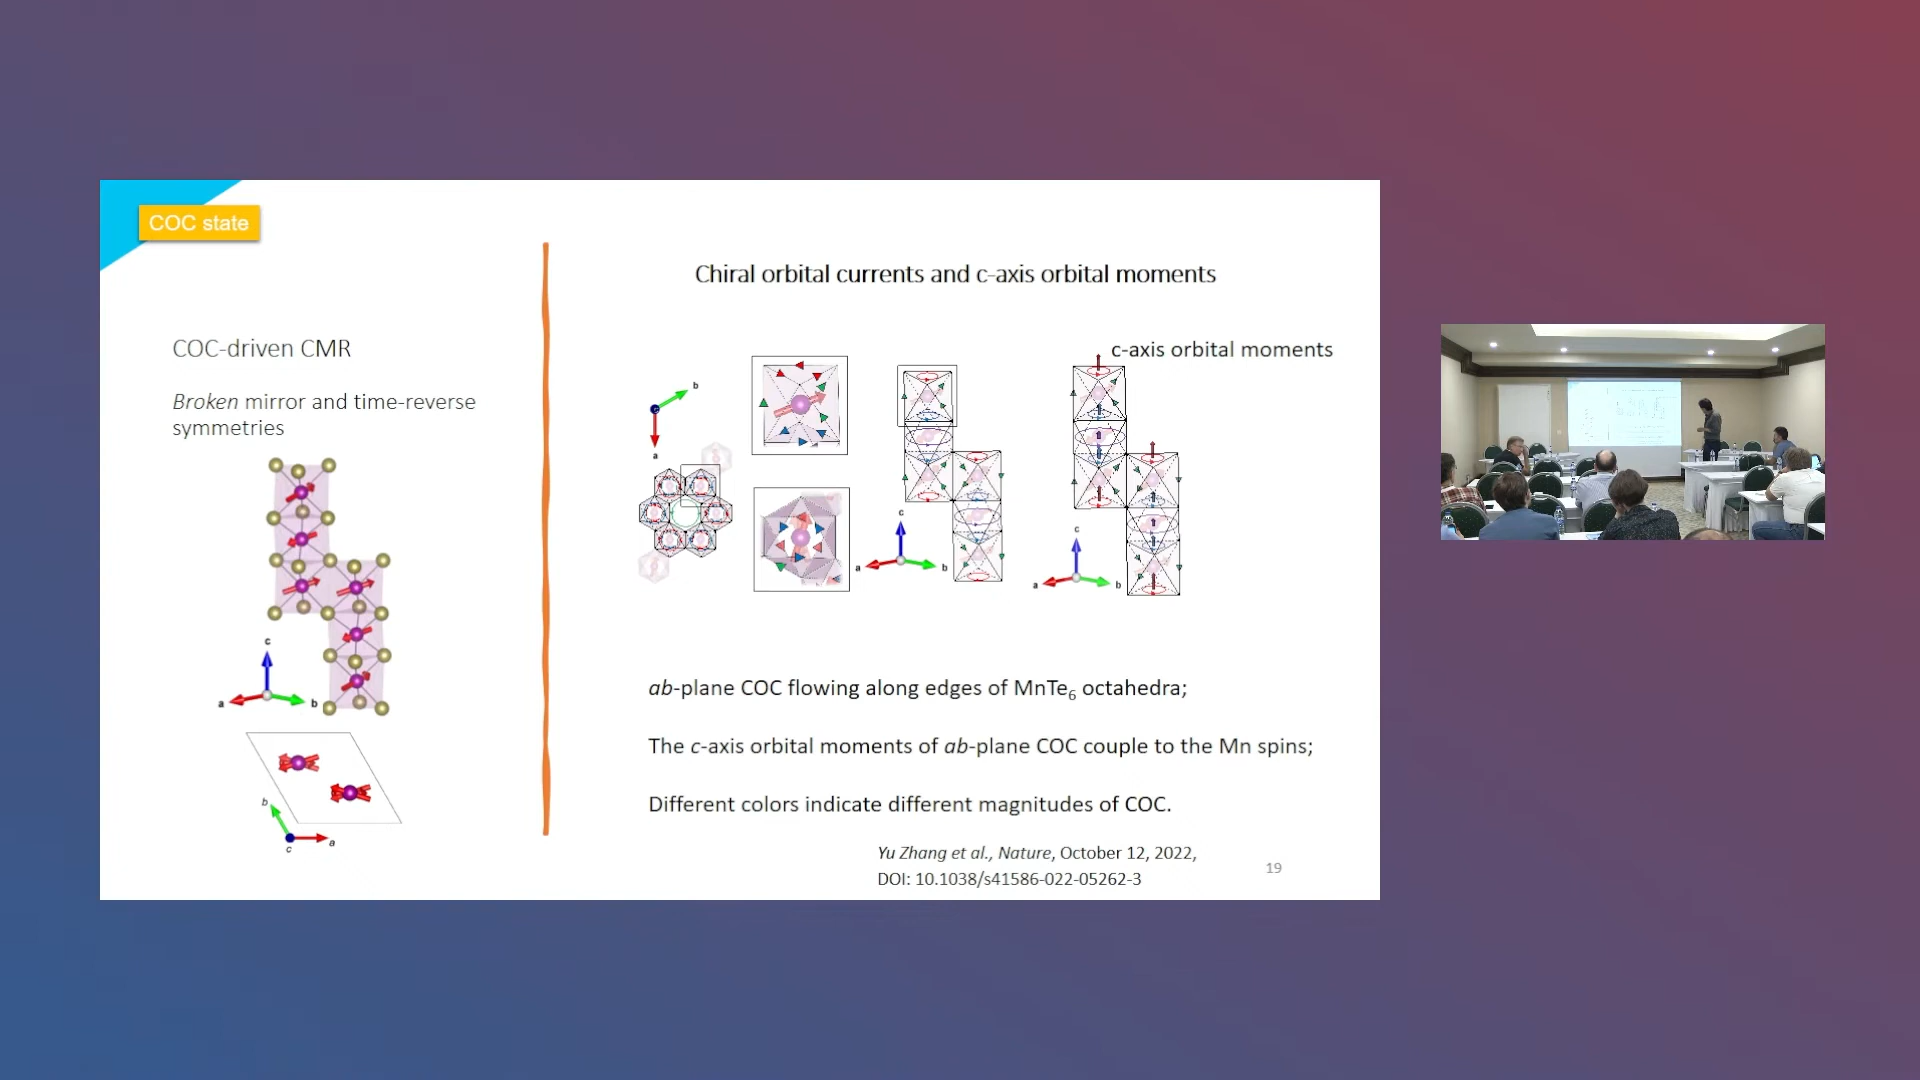 COC state
Chiral orbital currents and c-axis orbital moments
COC-driven CMR
Broken mirror and time-reverse
symmetries
c-axis orbital moments
b
a
c
a
b
c
a
b
c
a
b
b
c
a
ab-plane COC flowing along edges of MnTe₆ octahedra;
The c-axis orbital moments of ab-plane COC couple to the Mn spins;
Different colors indicate different magnitudes of COC.
Yu Zhang et al., Nature, October 12, 2022,
DOI: 10.1038/s41586-022-05262-3
19